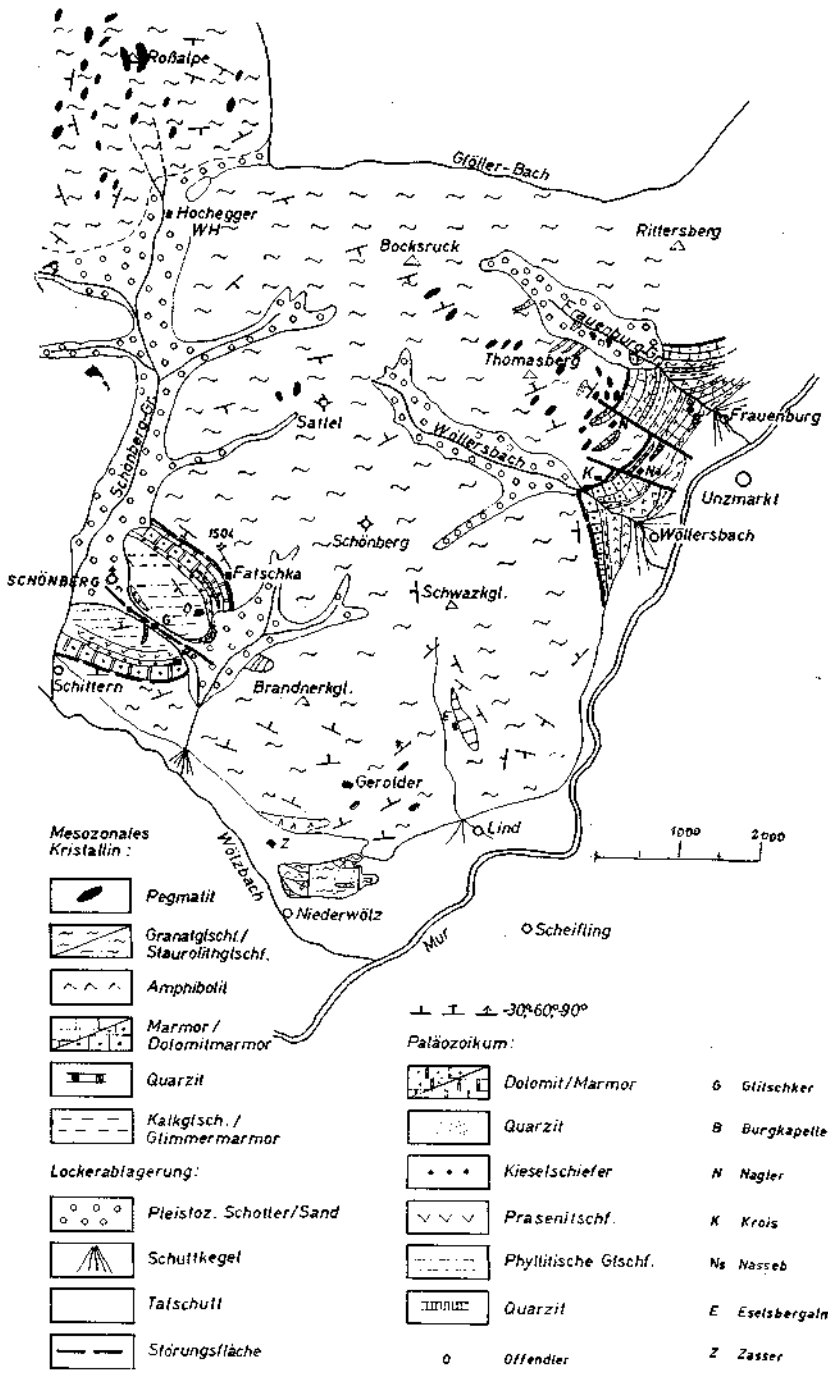 Roßalpe
Glöller-Bach
Hochegger
WH
Bocksruck
Rittersberg
Frauenburg Gr.
Thomasberg
Frauenburg
Sattel
Wöllersbach
N
K
Ns
Unzmarkt
Schönberg Gr.
Schönberg
Wöllersbach
1504
SCHÖNBERG
Fatschka
O
G
Schwazkgl.
Schiltern
Brandnerkgl.
E
Gerolder
Lind
Z
Wölzbach
Niederwölz
Mur
Scheifling
1000 2000
Mesozonales
Kristallin:
Pegmatit
Granatglschf./
Staurolithglschf.
Amphibolit
Marmor/
Dolomitmarmor
Quarzit
Kalkglsch./
Glimmermarmor
Lockerablagerung:
Pleistoz. Schotter/Sand
Schuttkegel
Talschutt
Störungsfläche
-30°-60°-90°
Paläozoikum:
Dolomit/Marmor
Quarzit
Kieselschiefer
Prasenitschf.
Phyllitische Glschf.
Quarzit
O Offendler
G Glitschker
B Burgkapelle
N Nagler
K Krois
Ns Nasseb
E Eselsbergalm
Z Zasser